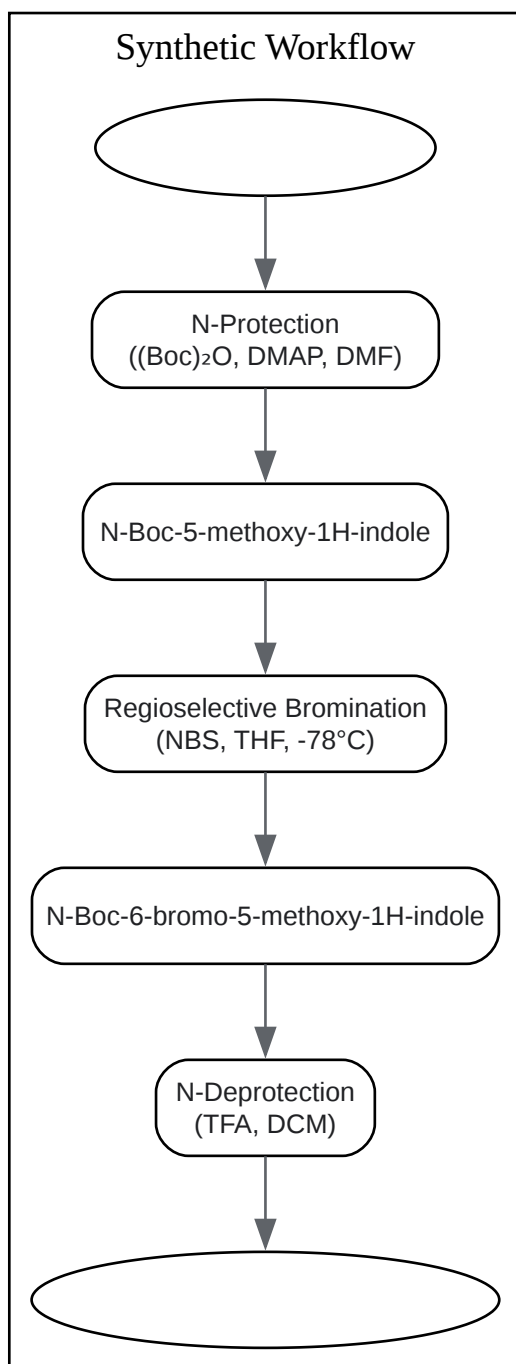 Synthetic Workflow
N-Protection
((Boc)₂O, DMAP, DMF)
N-Boc-5-methoxy-1H-indole
Regioselective Bromination
(NBS, THF, -78°C)
N-Boc-6-bromo-5-methoxy-1H-indole
N-Deprotection
(TFA, DCM)